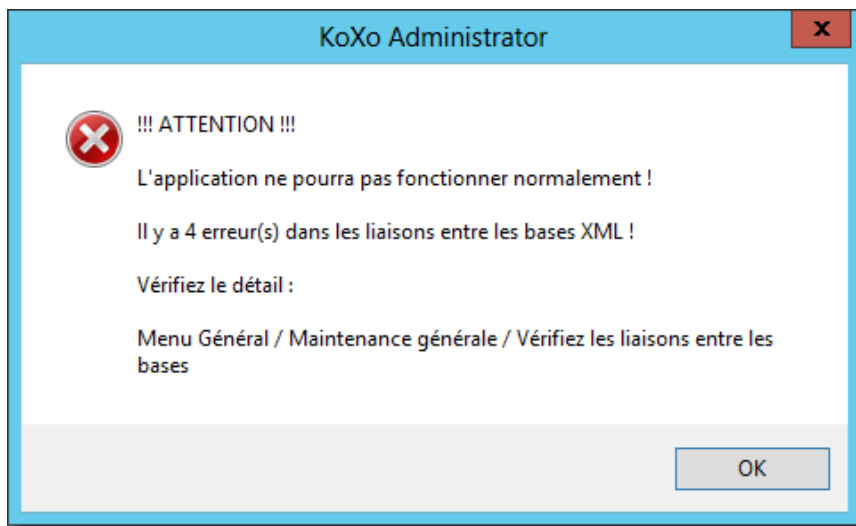 KoXo Administrator
x
!!! ATTENTION !!!
L'application ne pourra pas fonctionner normalement !
Il y a 4 erreur(s) dans les liaisons entre les bases XML !
Vérifiez le détail :
Menu Général / Maintenance générale / Vérifiez les liaisons entre les
bases
OK